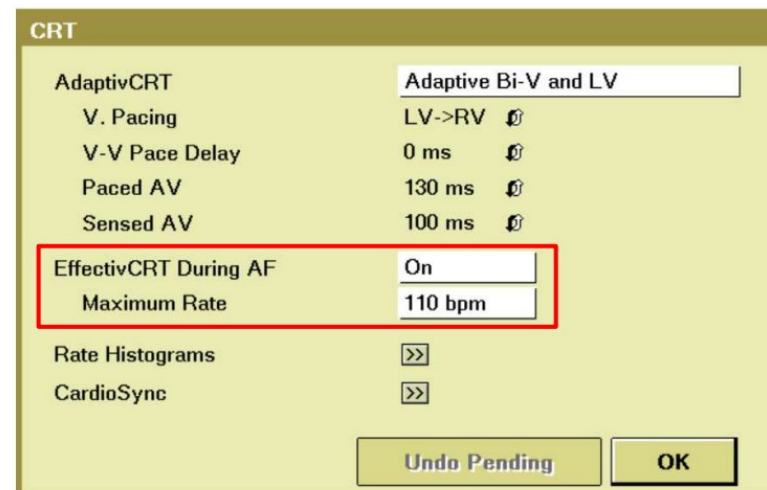 CRT
AdaptivCRT Adaptive Bi-V and LV
V. Pacing LV->RV
V-V Pace Delay 0 ms
Paced AV 130 ms
Sensed AV 100 ms
EffectivCRT During AF On
Maximum Rate 110 bpm
Rate Histograms >>
CardioSync >>
Undo Pending OK